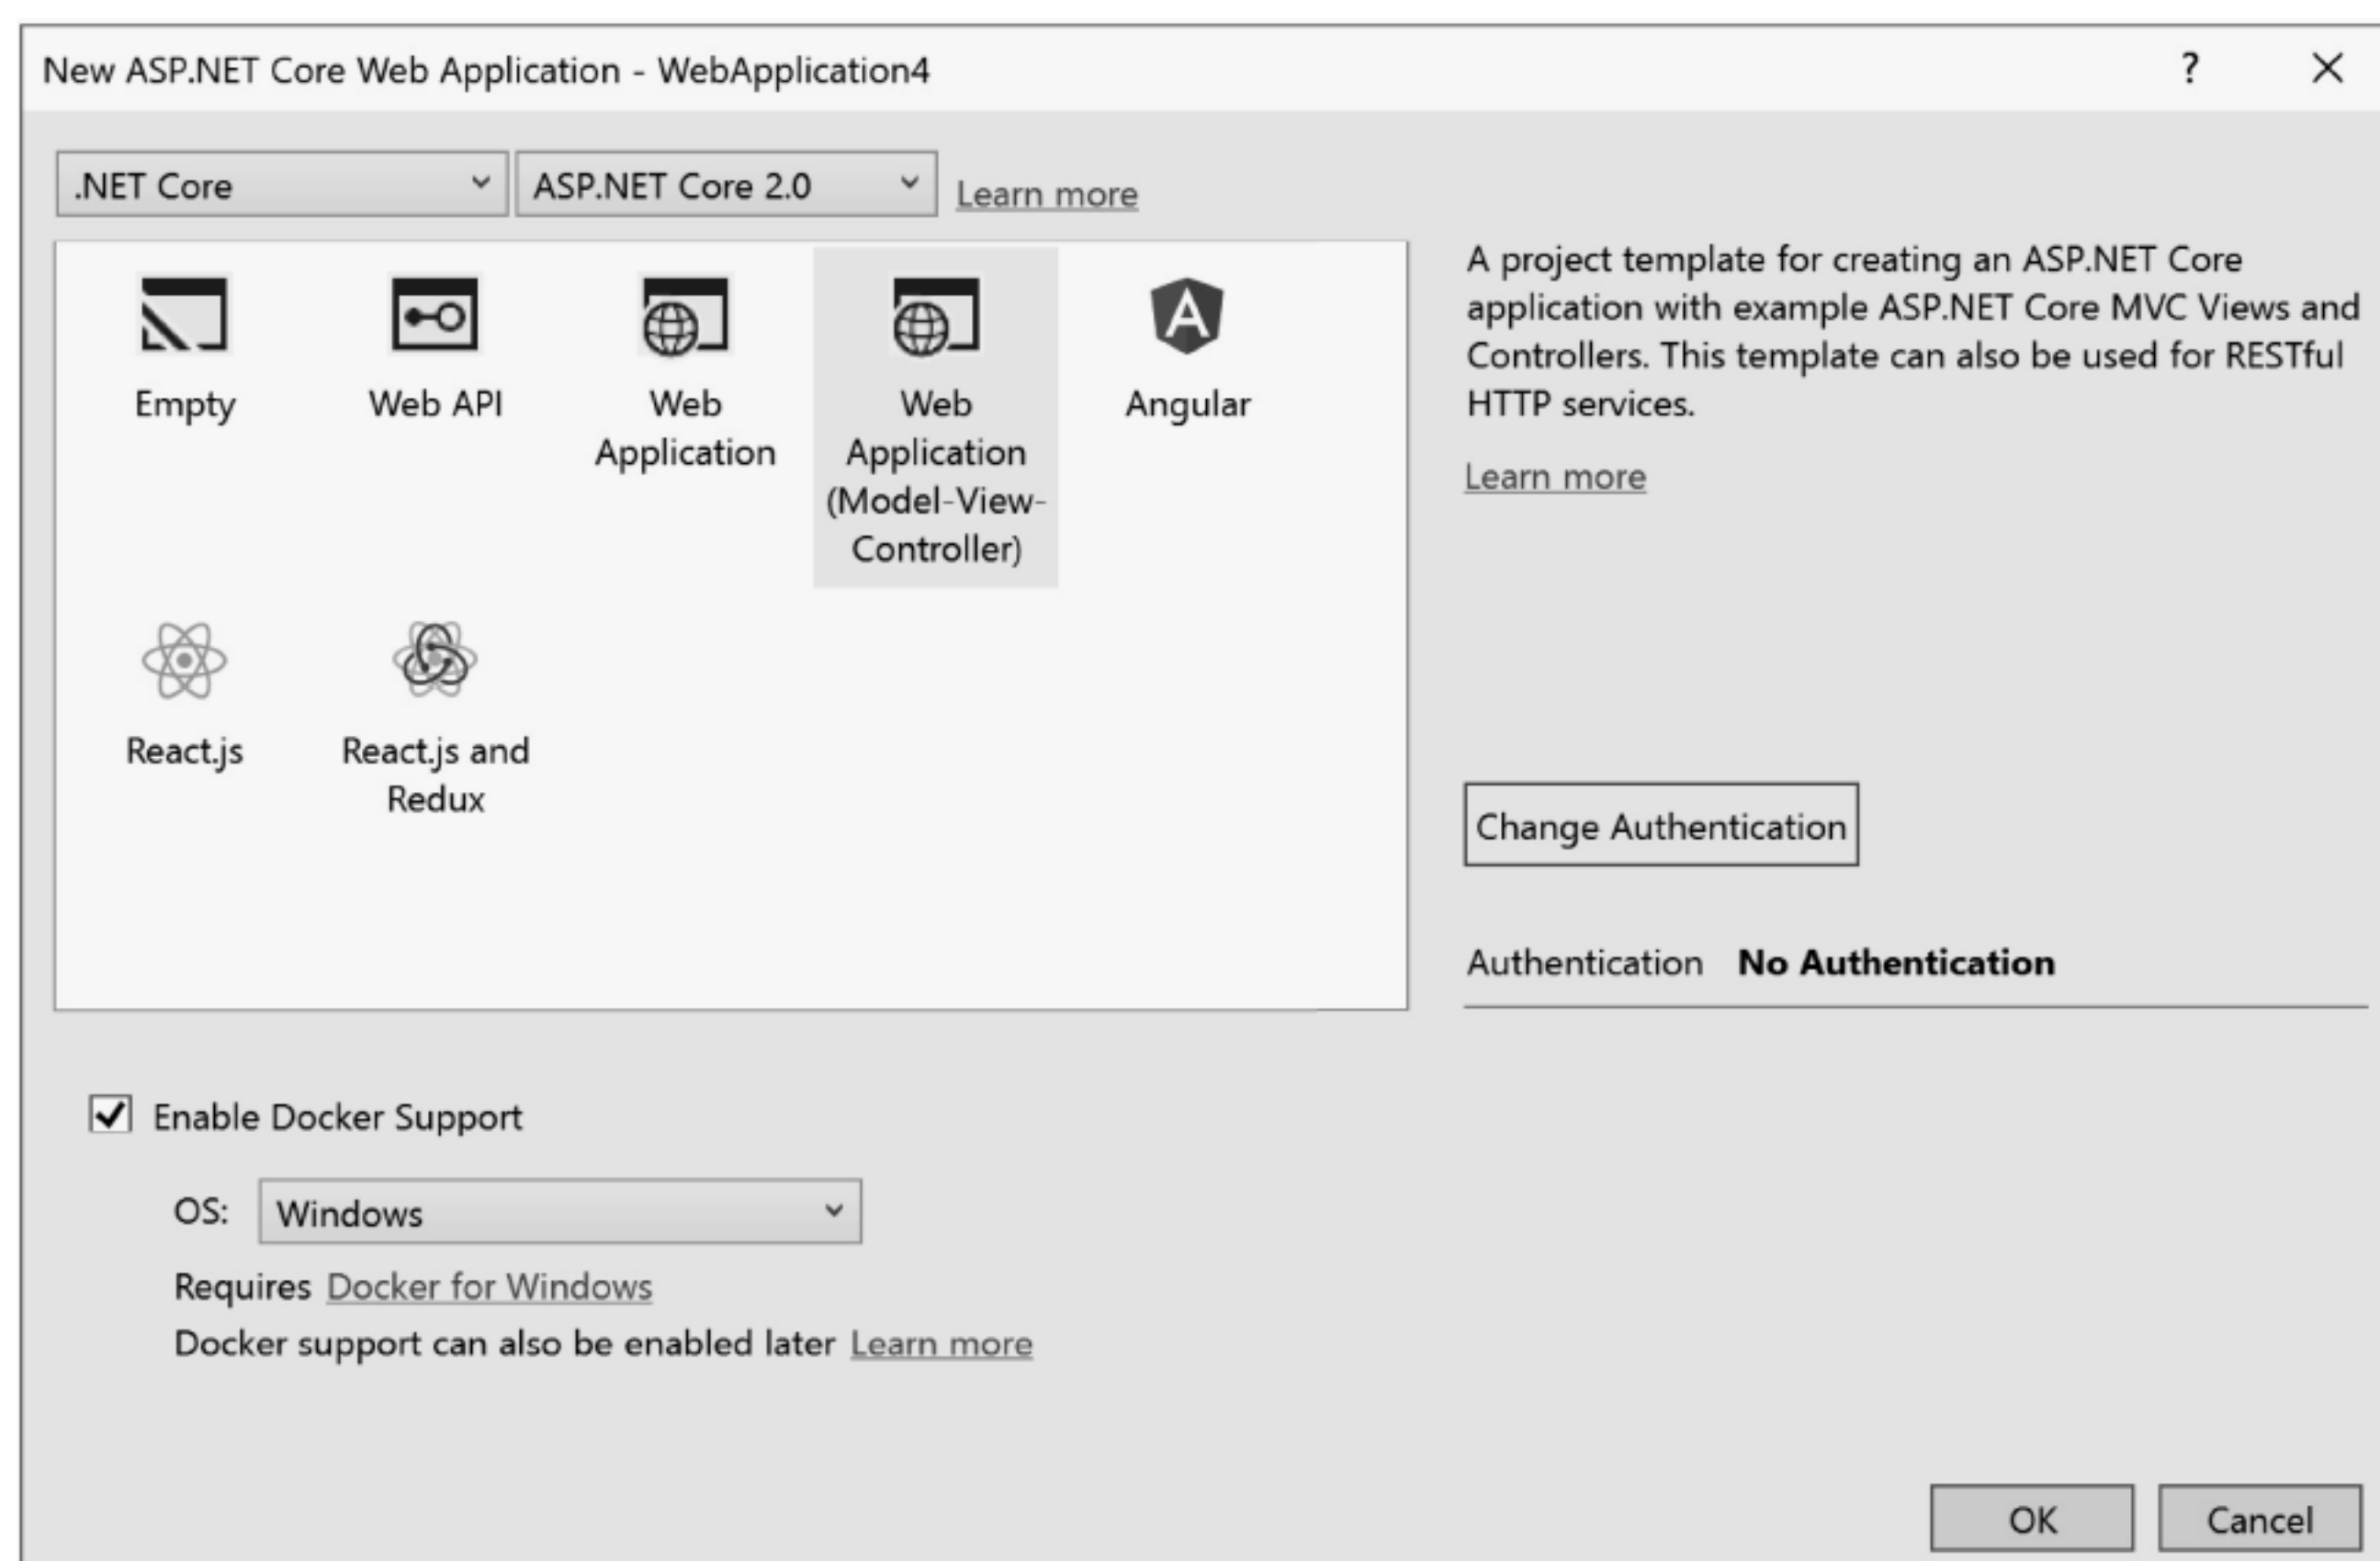 New ASP.NET Core Web Application - WebApplication4
?
.NET Core
ASP.NET Core 2.0
Learn more
Empty
Web API
Web
Application
Web
Application
(Model-View-
Controller)
Angular
React.js
React.js and
Redux
A project template for creating an ASP.NET Core
application with example ASP.NET Core MVC Views and
Controllers. This template can also be used for RESTful
HTTP services.
Learn more
Change Authentication
Authentication No Authentication
Enable Docker Support
OS: Windows
Requires Docker for Windows
Docker support can also be enabled later Learn more
OK
Cancel